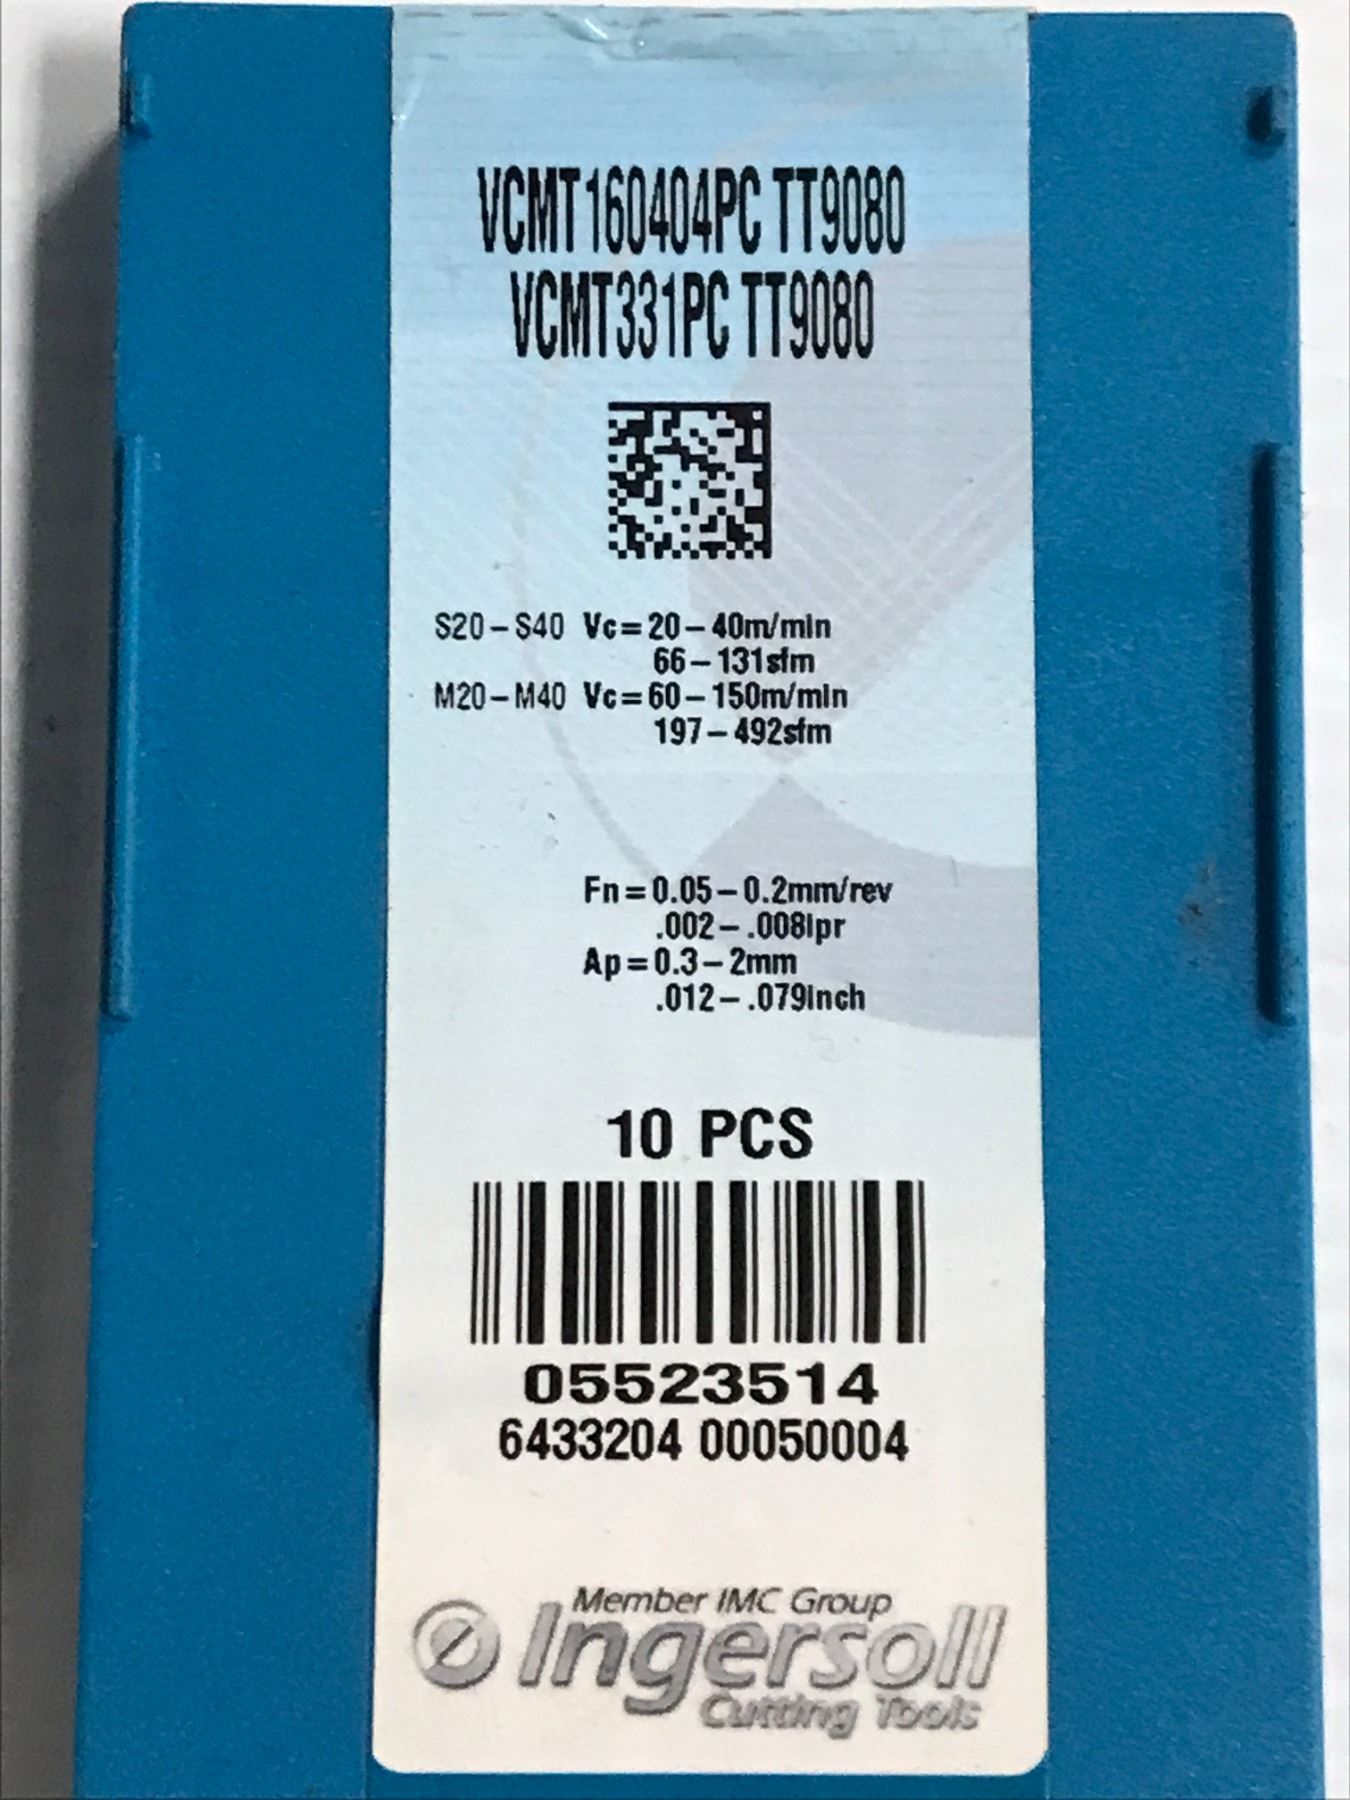 VCMT160404PC TT9080
VCMT331PC TT9080
S20-S40 Vc=20-40m/min
66-131sfm
M20-M40 Vc=60-150m/min
197-492sfm
Fn=0.05-0.2mm/rev
.002-.008ipr
Ap=0.3-2mm
.012-.079inch
10 PCS
05523514
6433204 00050004
Member IMC Group
Ingersoll
Cutting Tools